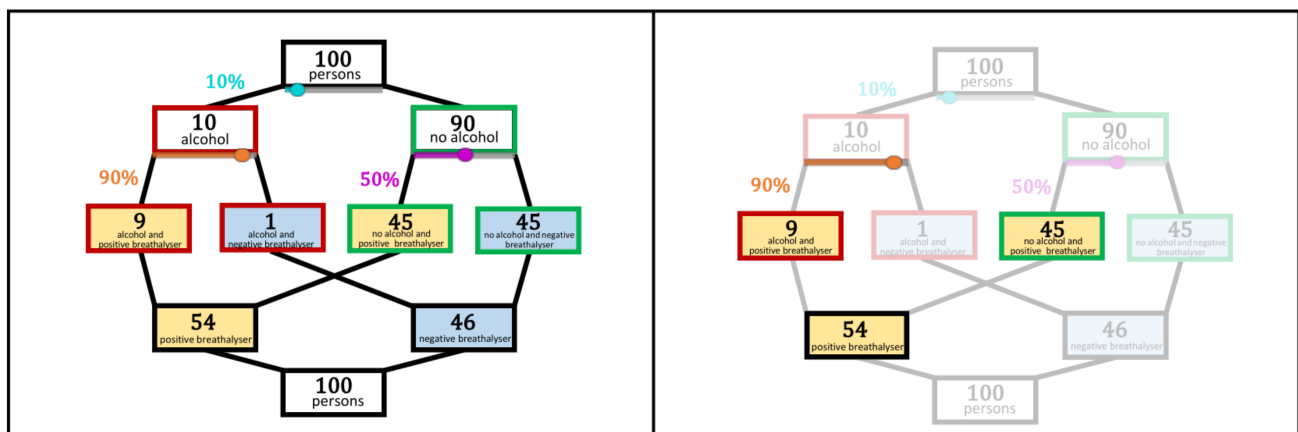 100
persons
10%
10
alcohol
90
no alcohol
90%
50%
9
alcohol and
positive breathalyser
1
alcohol and
negative breathalyser
45
no alcohol and
positive breathalyser
45
no alcohol and negative
breathalyser
54
positive breathalyser
46
negative breathalyser
100
persons
100
persons
10%
10
alcohol
90
no alcohol
90%
50%
9
alcohol and
positive breathalyser
1
alcohol and
negative breathalyser
45
no alcohol and
positive breathalyser
45
no alcohol and negative
breathalyser
54
positive breathalyser
46
negative breathalyser
100
persons